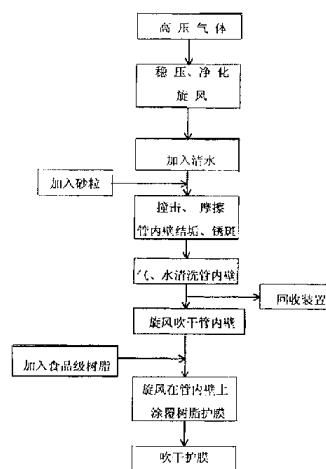 高 压 气 体
稳 压、净 化
旋 风
加入清水
加入砂粒
撞击、 摩擦
管内壁结垢、锈斑
气、水清洗管内壁
回收装置
旋风吹干管内壁
加入食品级树脂
旋风在管内壁上
涂覆树脂护膜
吹干护膜